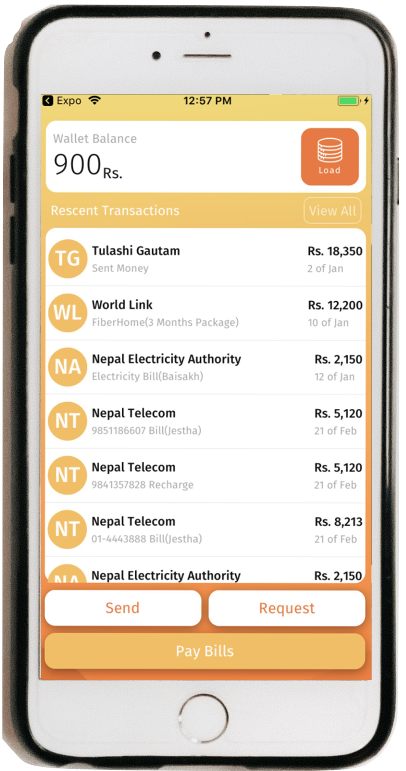 Expo
12:57 PM
Wallet Balance
900Rs.
Load
Rescent Transactions
View All
TG
Tulashi Gautam
Rs. 18,350
Sent Money
2 of Jan
WL
World Link
Rs. 12,200
FiberHome(3 Months Package)
10 of Jan
NA
Nepal Electricity Authority
Rs. 2,150
Electricity Bill(Baisakh)
12 of Jan
NT
Nepal Telecom
Rs. 5,120
9851186607 Bill(Jestha)
21 of Feb
NT
Nepal Telecom
Rs. 5,120
9841357828 Recharge
21 of Feb
NT
Nepal Telecom
Rs. 8,213
01-4443888 Bill(Jestha)
21 of Feb
NA
Nepal Electricity Authority
Rs. 2,150
Send
Request
Pay Bills